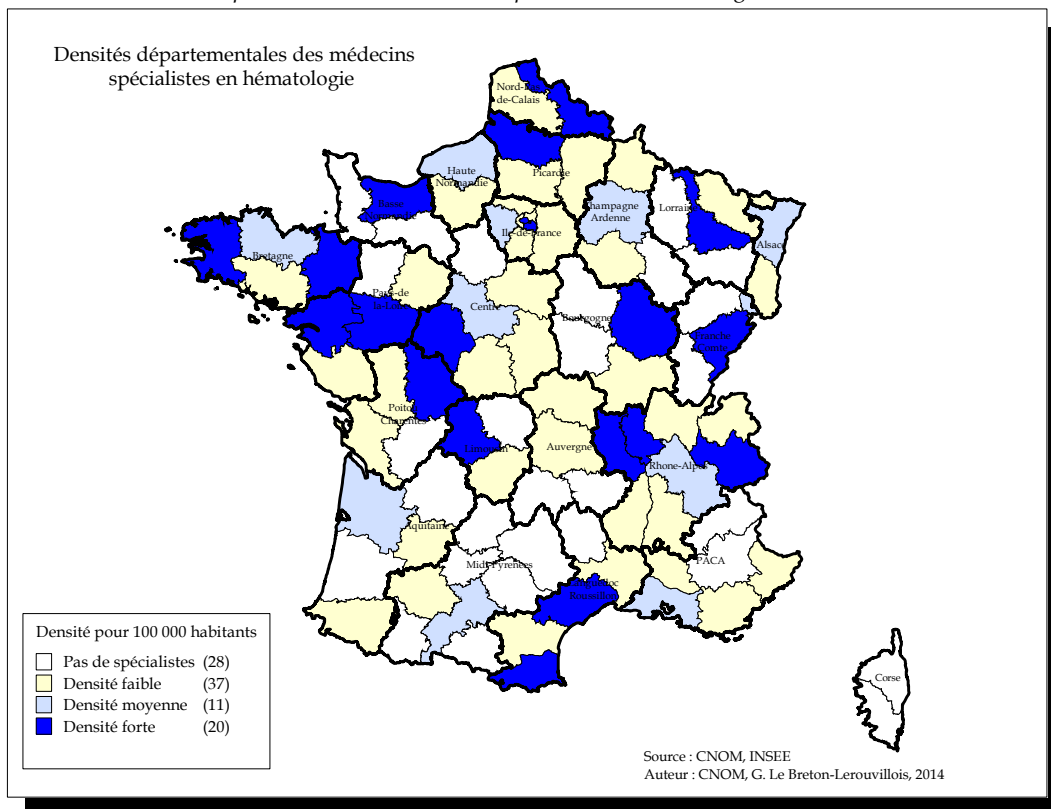 Densités départementales des médecins
spécialistes en hématologie
Nord-Pas
de-Calais
Haute
Normandie
Picardie
Basse
Normandie
Champagne
Ardenne
Lorraine
Ile-de-France
Alsace
Bretagne
Pays-de
la-Loire
Centre
Bourgogne
Franche
Comte
Poitou
Charentes
Limousin
Auvergne
Rhone-Alpes
Aquitaine
Midi-Pyrenees
PACA
Languedoc
Roussillon
Corse
Densité pour 100 000 habitants
Pas de spécialistes (28)
Densité faible (37)
Densité moyenne (11)
Densité forte (20)
Source : CNOM, INSEE
Auteur : CNOM, G. Le Breton-Lerouvillois, 2014